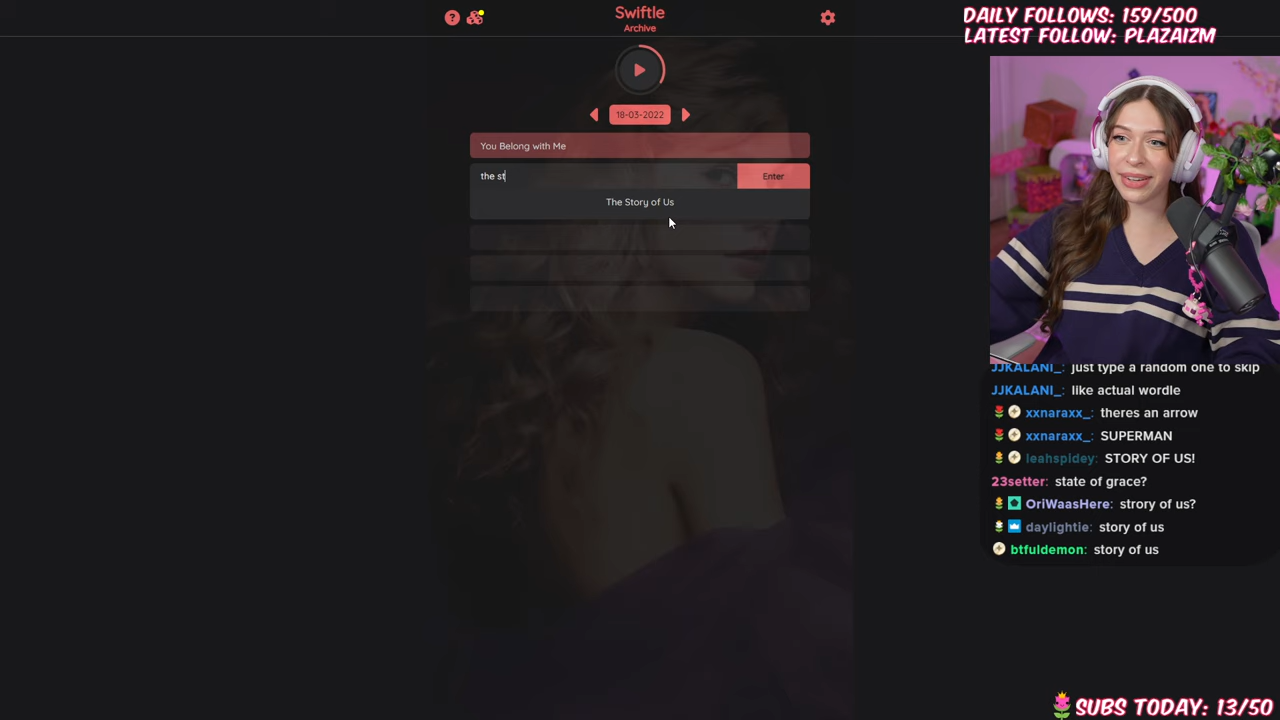 Swiftle
Archive
18-03-2022
You Belong with Me
the st
Enter
The Story of Us
DAILY FOLLOWS: 159/500
LATEST FOLLOW: PLAZAIZM
JJKALANI_: just type a random one to skip
JJKALANI_: like actual wordle
xxnaraxx_: theres an arrow
xxnaraxx_: SUPERMAN
leahspidey: STORY OF US!
23setter: state of grace?
OriWaasHere: strory of us?
daylightie: story of us
btfuldemon: story of us
SUBS TODAY: 13/50